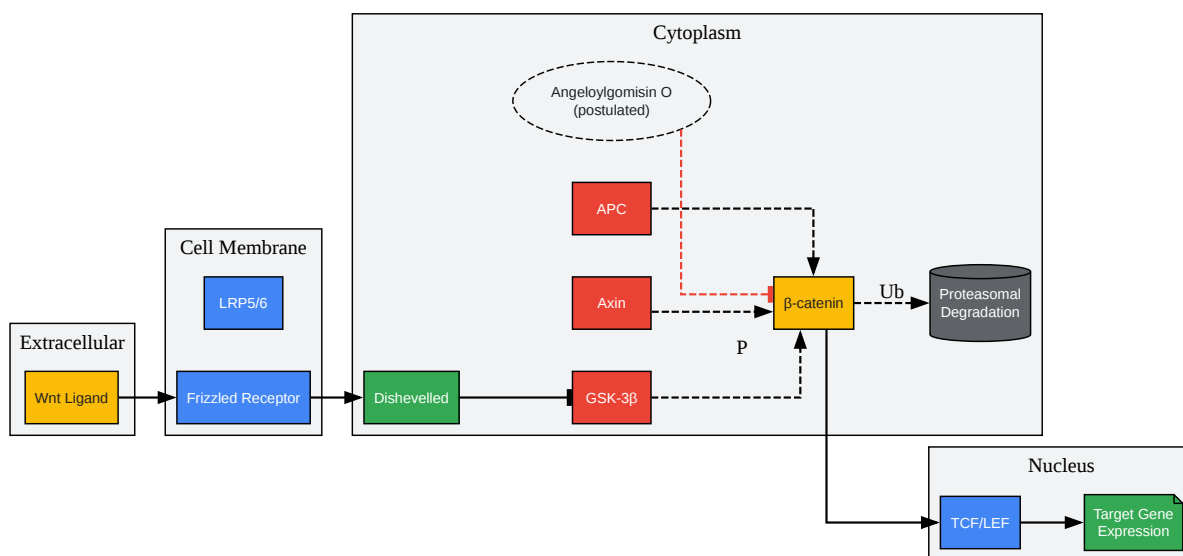 Cytoplasm
Angeloylgomisin O
(postulated)
APC
Cell Membrane
LRP5/6
Axin
β-catenin
Ub
Proteasomal
Degradation
Extracellular
P
Wnt Ligand
Frizzled Receptor
Dishevelled
GSK-3β
Nucleus
TCF/LEF
Target Gene
Expression